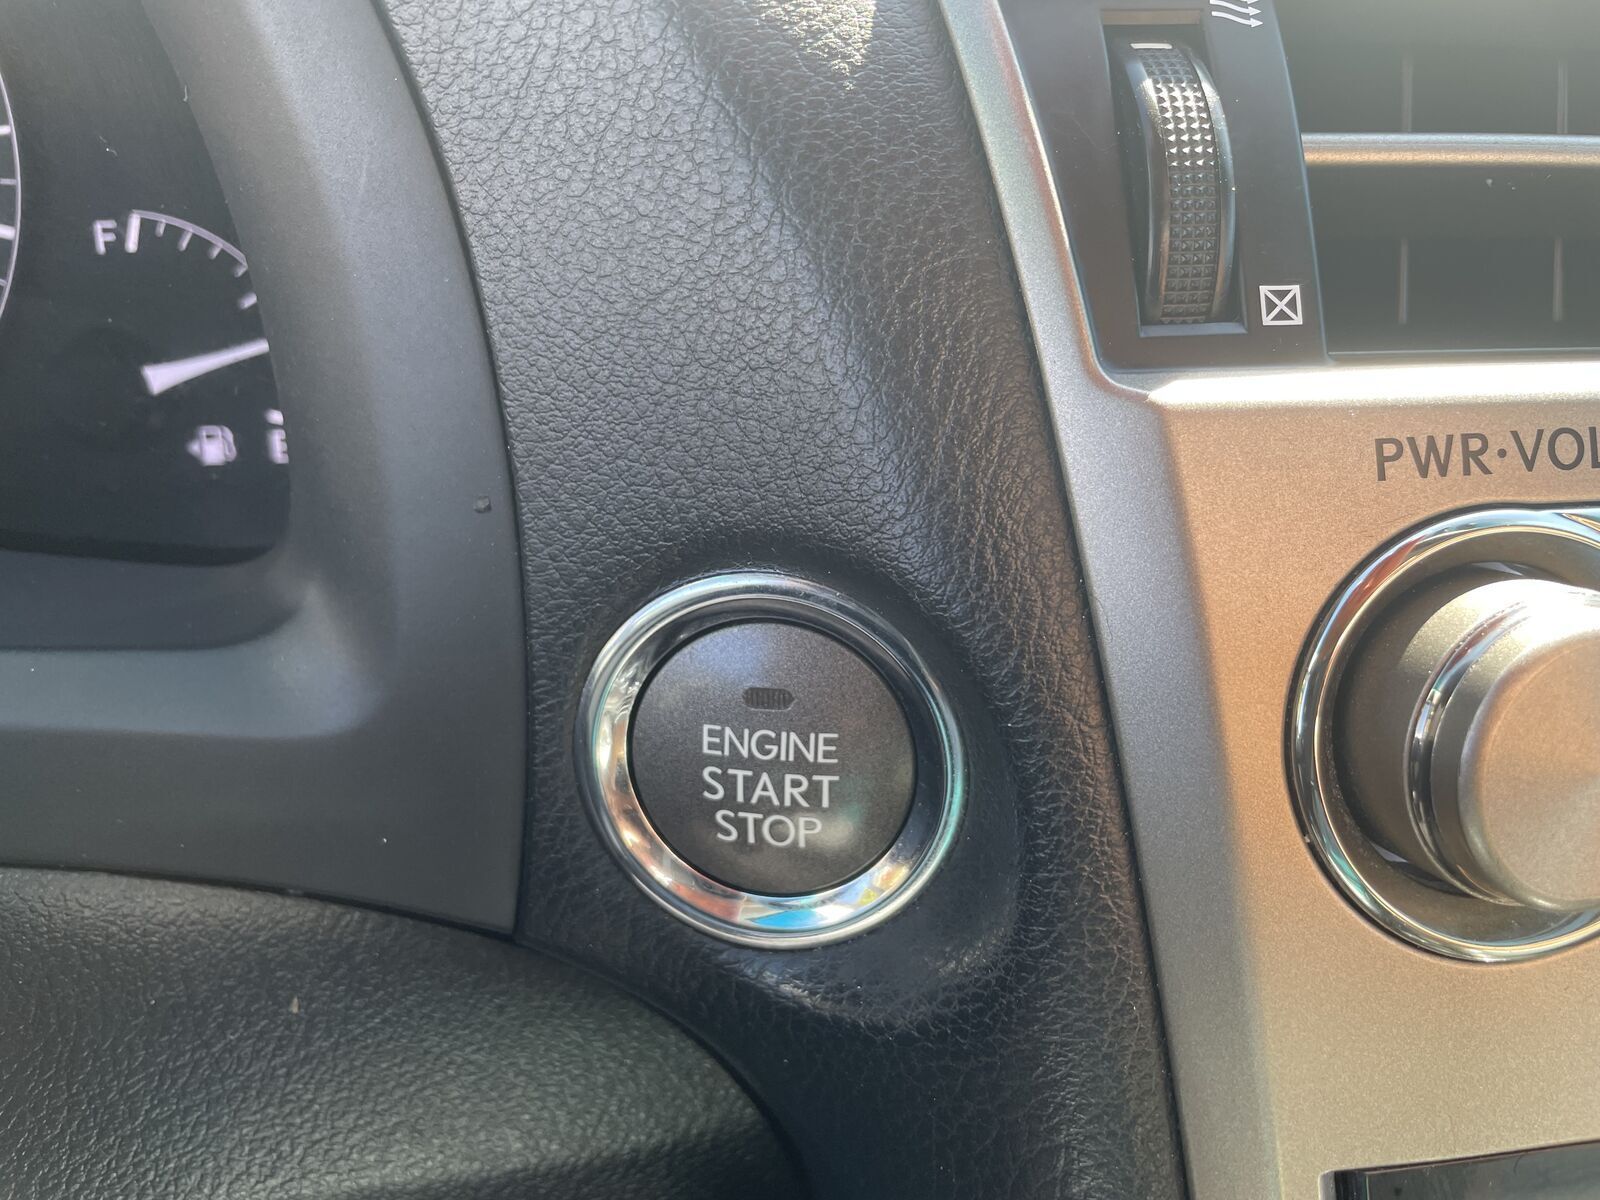 F
E
PWR·VOL
ENGINE
START
STOP